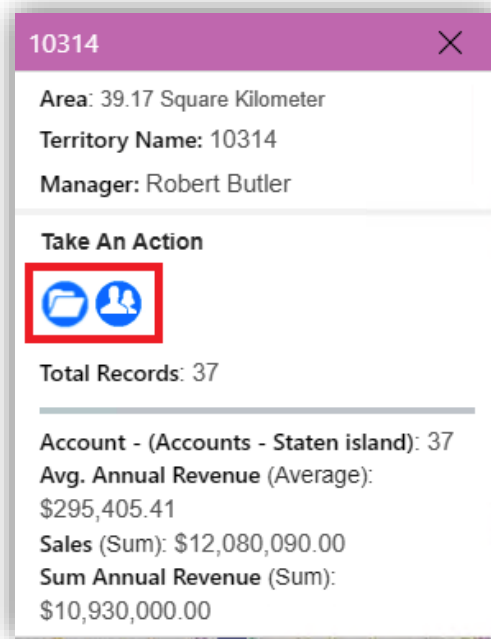 10314
Area: 39.17 Square Kilometer
Territory Name: 10314
Manager: Robert Butler
Take An Action
Total Records: 37
Account - (Accounts - Staten island): 37
Avg. Annual Revenue (Average):
$295,405.41
Sales (Sum): $12,080,090.00
Sum Annual Revenue (Sum):
$10,930,000.00